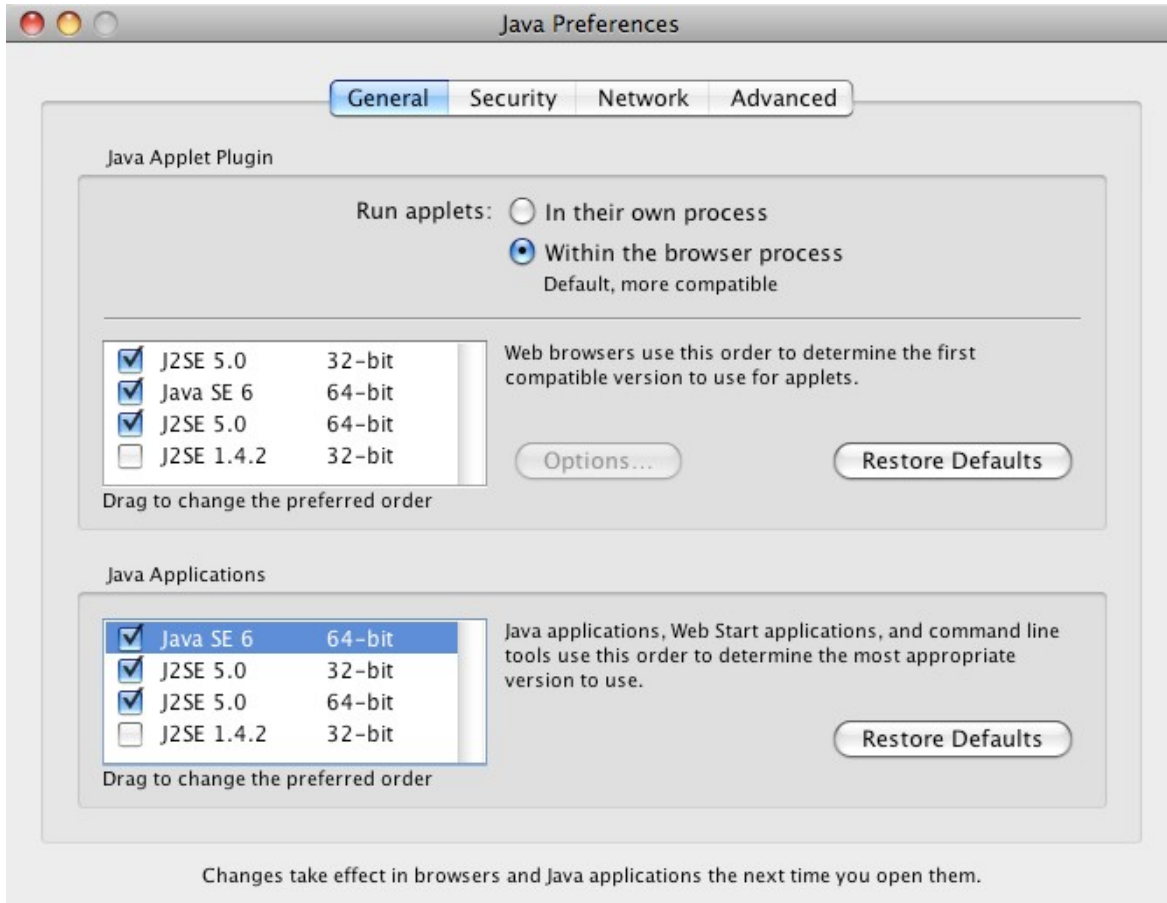 Java Preferences
General Security Network Advanced
Java Applet Plugin
Run applets: In their own process
Within the browser process
Default, more compatible
J2SE 5.0 32-bit
Java SE 6 64-bit
J2SE 5.0 64-bit
J2SE 1.4.2 32-bit
Web browsers use this order to determine the first
compatible version to use for applets.
Options... Restore Defaults
Drag to change the preferred order
Java Applications
Java SE 6 64-bit
J2SE 5.0 32-bit
J2SE 5.0 64-bit
J2SE 1.4.2 32-bit
Java applications, Web Start applications, and command line
tools use this order to determine the most appropriate
version to use.
Restore Defaults
Drag to change the preferred order
Changes take effect in browsers and Java applications the next time you open them.